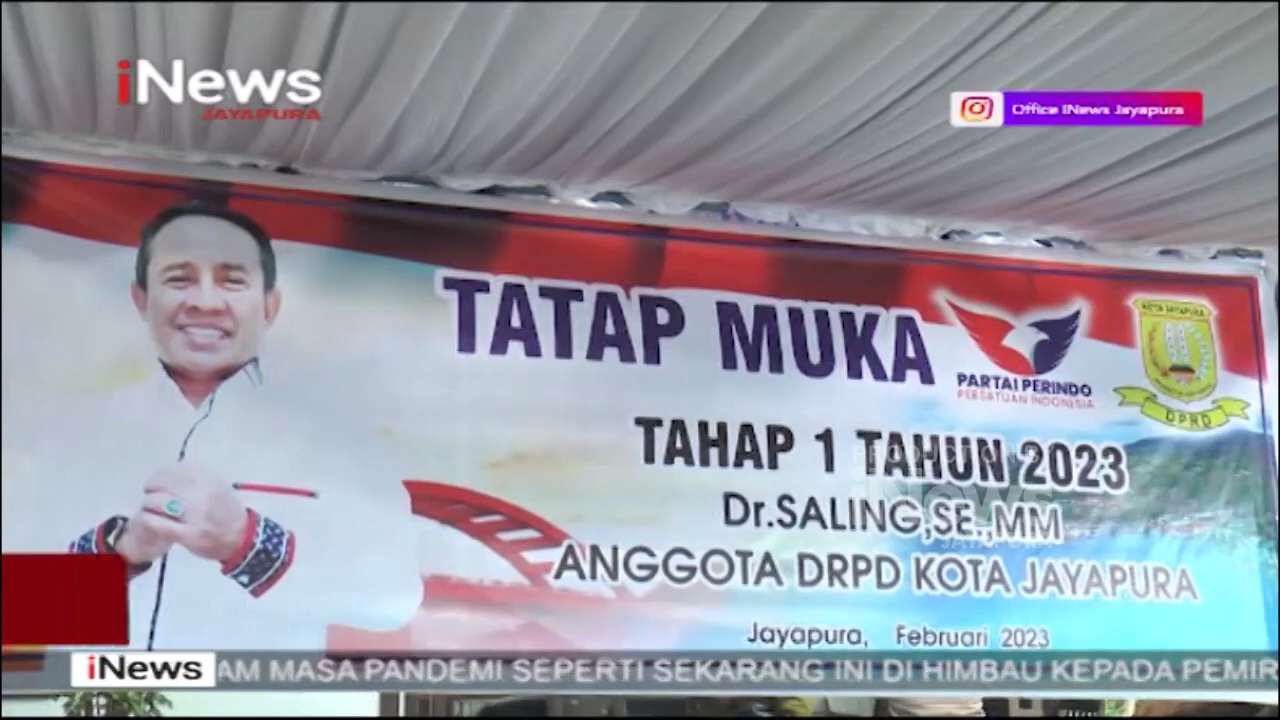 iNews
JAYAPURA
Office iNews Jayapura
TATAP MUKA
PARTAI PERINDO
PERSATUAN INDONESIA
KOTA JAYAPURA
DPRD
TAHAP 1 TAHUN 2023
Dr.SALING,SE.,MM
ANGGOTA DRPD KOTA JAYAPURA
Jayapura, Februari 2023
iNews
JAYAPURA
iNews
AM MASA PANDEMI SEPERTI SEKARANG INI DI HIMBAU KEPADA PEMIR